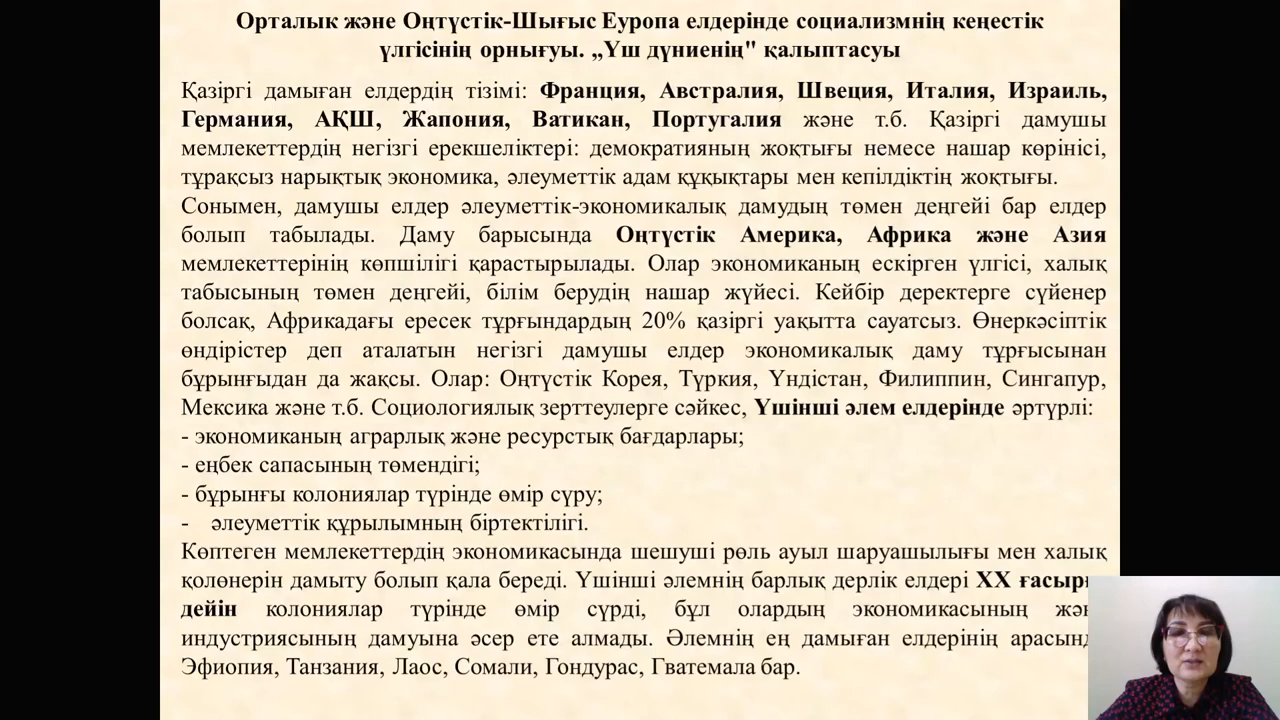 Орталык және Оңтүстік-Шығыс Еуропа елдерінде социализмнің кеңестік
үлгісінің орнығуы. „Үш дүниенің" қалыптасуы
Қазіргі дамыған елдердің тізімі: Франция, Австралия, Швеция, Италия, Израиль,
Германия, АҚШ, Жапония, Ватикан, Португалия және т.б. Қазіргі дамушы
мемлекеттердің негізгі ерекшеліктері: демократияның жоқтығы немесе нашар көрінісі,
тұрақсыз нарықтық экономика, әлеуметтік адам құқықтары мен кепілдіктің жоқтығы.
Сонымен, дамушы елдер әлеуметтік-экономикалық дамудың төмен деңгейі бар елдер
болып табылады. Даму барысында Оңтүстік Америка, Африка және Азия
мемлекеттерінің көпшілігі қарастырылады. Олар экономиканың ескірген үлгісі, халық
табысының төмен деңгейі, білім берудің нашар жүйесі. Кейбір деректерге сүйенер
болсақ, Африкадағы ересек тұрғындардың 20% қазіргі уақытта сауатсыз. Өнеркәсіптік
өндірістер деп аталатын негізгі дамушы елдер экономикалық даму тұрғысынан
бұрынғыдан да жақсы. Олар: Оңтүстік Корея, Түркия, Үндістан, Филиппин, Сингапур,
Мексика және т.б. Социологиялық зерттеулерге сәйкес, Үшінші әлем елдерінде әртүрлі:
- экономиканың аграрлық және ресурстық бағдарлары;
- еңбек сапасының төмендігі;
- бұрынғы колониялар түрінде өмір сүру;
- әлеуметтік құрылымның біртектілігі.
Көптеген мемлекеттердің экономикасында шешуші рөль ауыл шаруашылығы мен халық
қолөнерін дамыту болып қала береді. Үшінші әлемнің барлық дерлік елдері ХХ ғасырғ
дейін колониялар түрінде өмір сүрді, бұл олардың экономикасының жән
индустриясының дамуына әсер ете алмады. Әлемнің ең дамыған елдерінің арасынд
Эфиопия, Танзания, Лаос, Сомали, Гондурас, Гватемала бар.